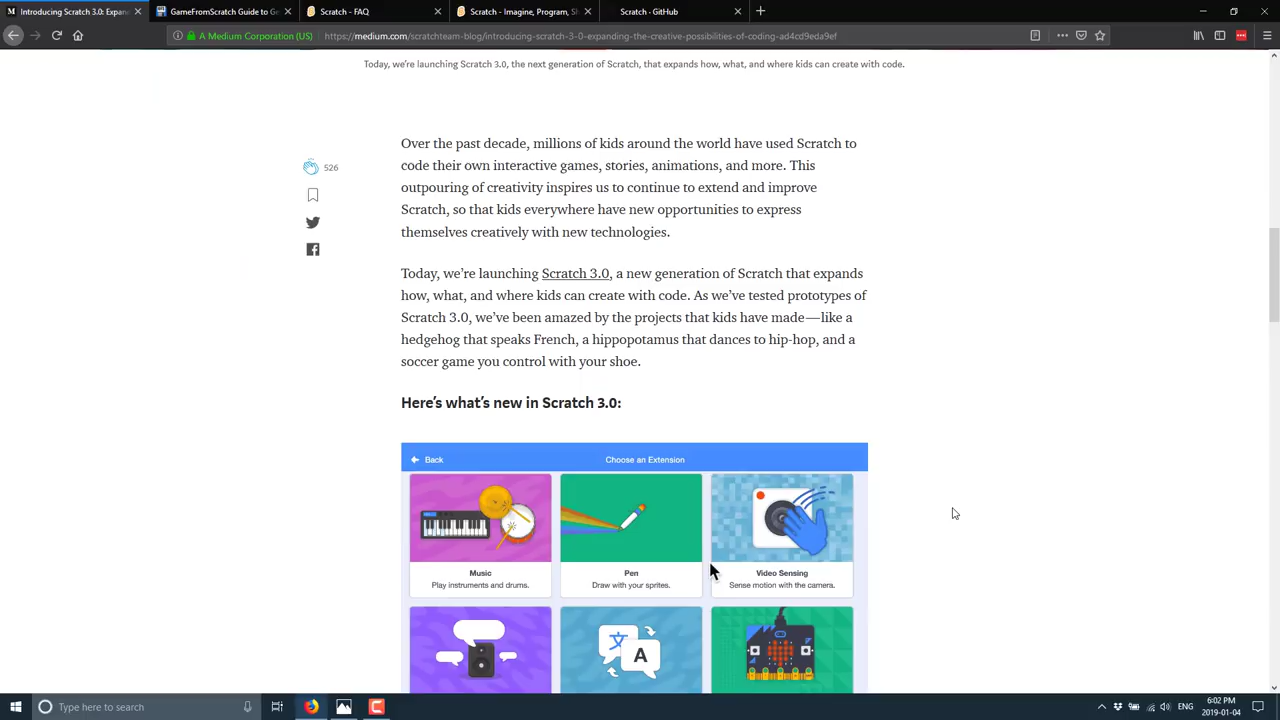 Introducing Scratch 3.0: Expan
GameFromScratch Guide to Ge
Scratch - FAQ
Scratch - Imagine, Program, Sh
Scratch · GitHub
A Medium Corporation (US)
https://medium.com/scratchteam-blog/introducing-scratch-3-0-expanding-the-creative-possibilities-of-coding-ad4cd9eda9ef
Today, we're launching Scratch 3.0, the next generation of Scratch, that expands how, what, and where kids can create with code.
Over the past decade, millions of kids around the world have used Scratch to
code their own interactive games, stories, animations, and more. This
outpouring of creativity inspires us to continue to extend and improve
Scratch, so that kids everywhere have new opportunities to express
themselves creatively with new technologies.
526
Today, we're launching Scratch 3.0, a new generation of Scratch that expands
how, what, and where kids can create with code. As we've tested prototypes of
Scratch 3.0, we've been amazed by the projects that kids have made—like a
hedgehog that speaks French, a hippopotamus that dances to hip-hop, and a
soccer game you control with your shoe.
Here's what's new in Scratch 3.0:
Back
Choose an Extension
Music
Play instruments and drums.
Pen
Draw with your sprites.
Video Sensing
Sense motion with the camera.
文
A
Type here to search
ENG
6:02 PM
2019-01-04